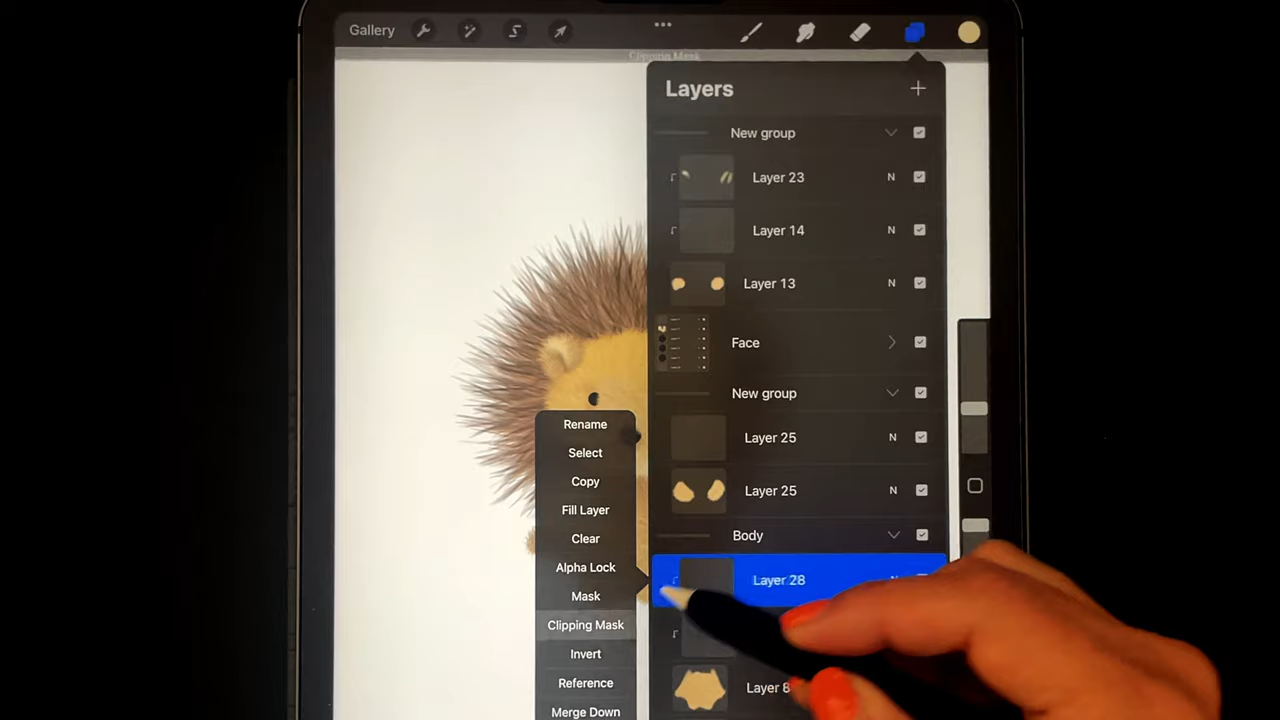 Gallery
Clipping Mask
Layers
New group
Layer 23 N
Layer 14 N
Layer 13 N
Face
New group
Layer 25 N
Layer 25 N
Body
Layer 28
Layer 8
Rename
Select
Copy
Fill Layer
Clear
Alpha Lock
Mask
Clipping Mask
Invert
Reference
Merge Down